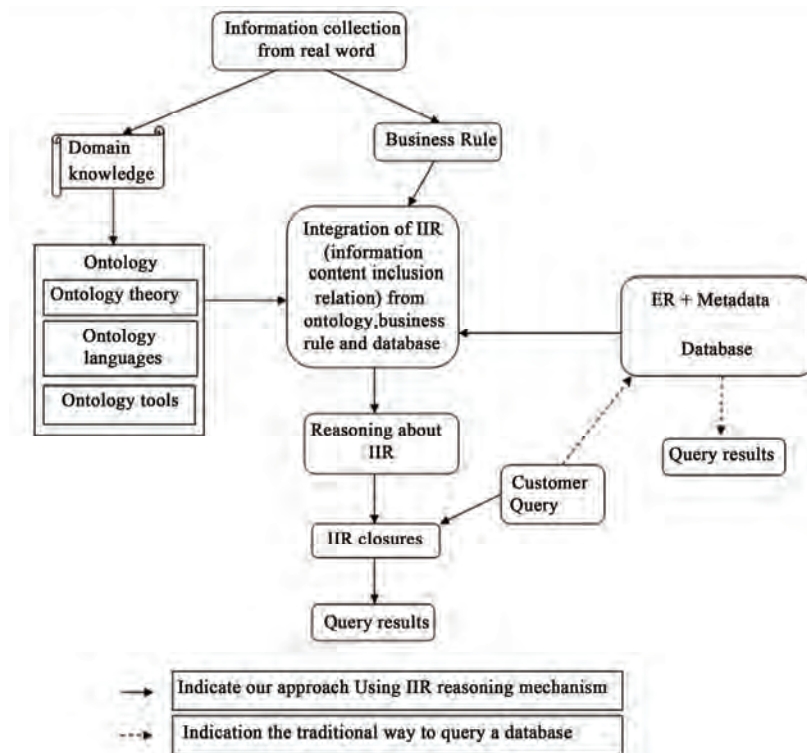 Information collection
from real word
Domain
knowledge
Business Rule
Ontology
Ontology theory
Ontology
languages
Ontology tools
Integration of IIR
(information
content inclusion
relation) from
ontology,business
rule and database
ER + Metadata
Database
Reasoning about
IIR
Customer
Query
Query results
IIR closures
Query results
Indicate our approach Using IIR reasoning mechanism
Indication the traditional way to query a database